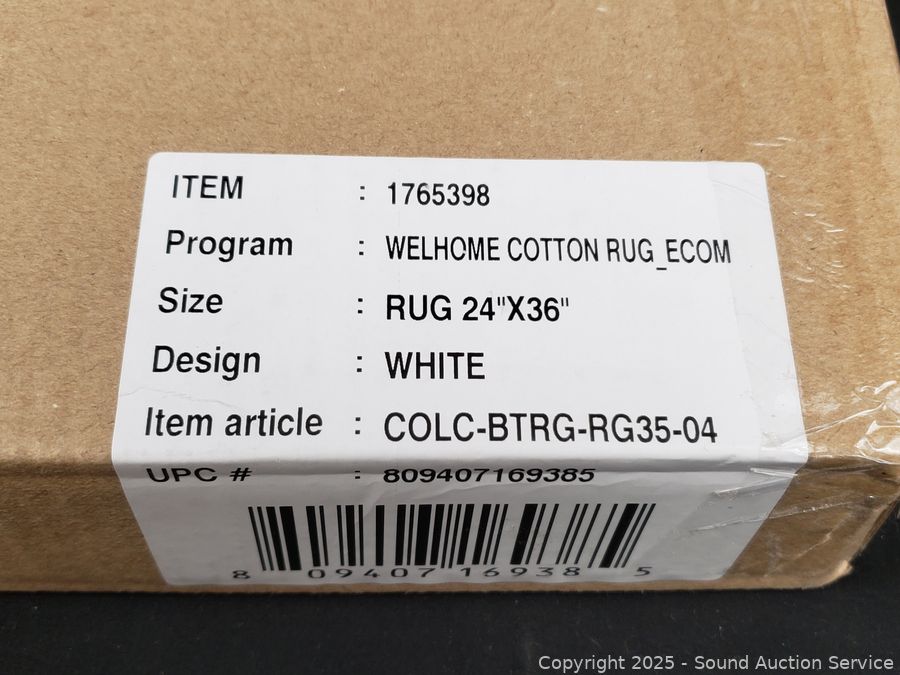 ITEM : 1765398
Program : WELHOME COTTON RUG_ECOM
Size : RUG 24"X36"
Design : WHITE
Item article : COLC-BTRG-RG35-04
UPC # : 809407169385
8 09407 16938 5
Copyright © 2025 - Sound Auction Service